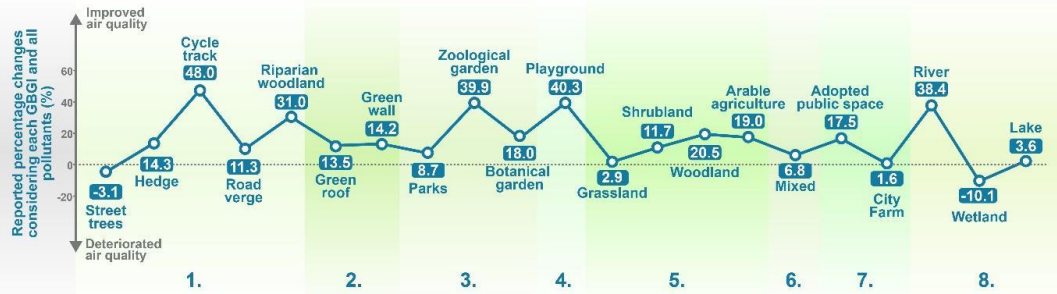 Reported percentage changes
considering each GBGI and all
pollutants (%)
Improved
air quality
60
40
20
0
-20
Deteriorated
air quality
-3.1
Street
trees
14.3
Hedge
Cycle
track
48.0
11.3
Road
verge
Riparian
woodland
31.0
13.5
Green
roof
Green
wall
14.2
8.7
Parks
Zoological
garden
39.9
18.0
Botanical
garden
Playground
40.3
2.9
Grassland
Shrubland
11.7
20.5
Woodland
Arable
agriculture
19.0
6.8
Mixed
Adopted
public space
17.5
1.6
City
Farm
River
38.4
-10.1
Wetland
Lake
3.6
1.
2.
3.
4.
5.
6.
7.
8.